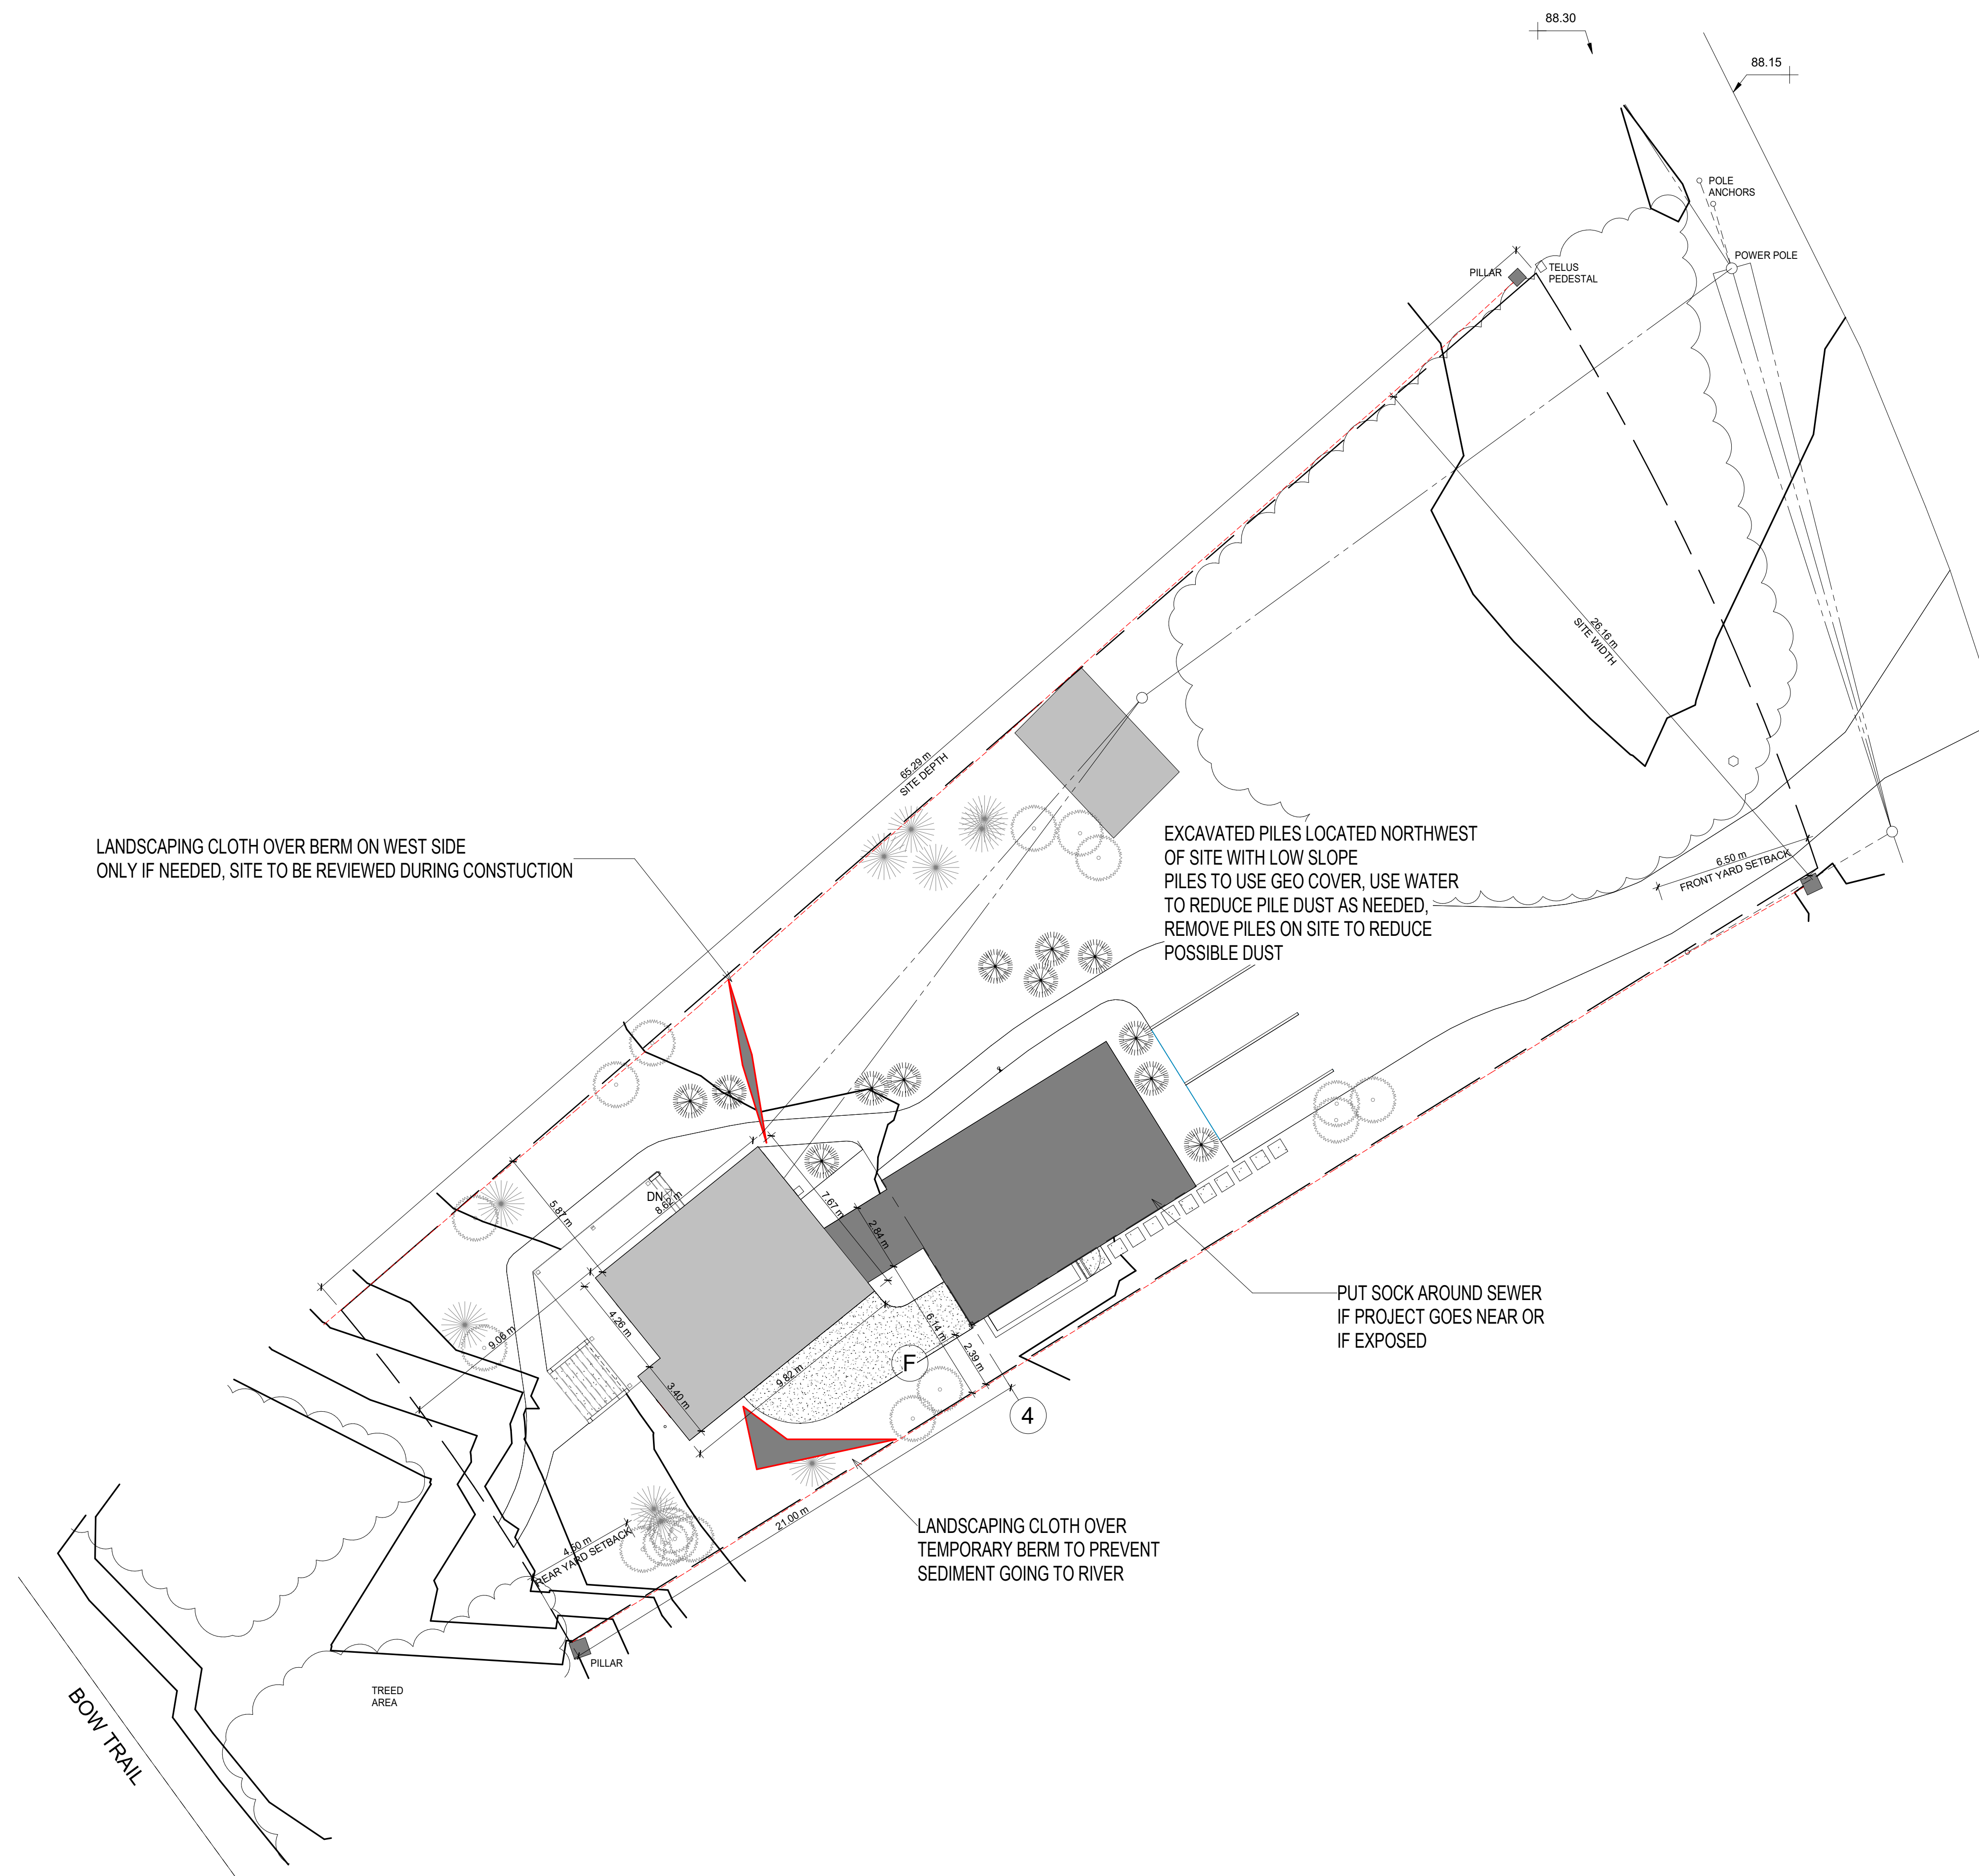 88.30
88.15
POLE
ANCHORS
POWER POLE
PILLAR
TELUS
PEDESTAL
26.16 m
SITE WIDTH
65.29 m
SITE DEPTH
LANDSCAPING CLOTH OVER BERM ON WEST SIDE
ONLY IF NEEDED, SITE TO BE REVIEWED DURING CONSTUCTION
EXCAVATED PILES LOCATED NORTHWEST
OF SITE WITH LOW SLOPE
PILES TO USE GEO COVER, USE WATER
TO REDUCE PILE DUST AS NEEDED,
REMOVE PILES ON SITE TO REDUCE
POSSIBLE DUST
6.50 m
FRONT YARD SETBACK
DN
8.62 m
5.87 m
7.67 m
2.84 m
9.06 m
4.26 m
3.40 m
9.82 m
6.14 m
2.39 m
F
4
PUT SOCK AROUND SEWER
IF PROJECT GOES NEAR OR
IF EXPOSED
21.00 m
4.50 m
REAR YARD SETBACK
LANDSCAPING CLOTH OVER
TEMPORARY BERM TO PREVENT
SEDIMENT GOING TO RIVER
PILLAR
TREED
AREA
BOW TRAIL